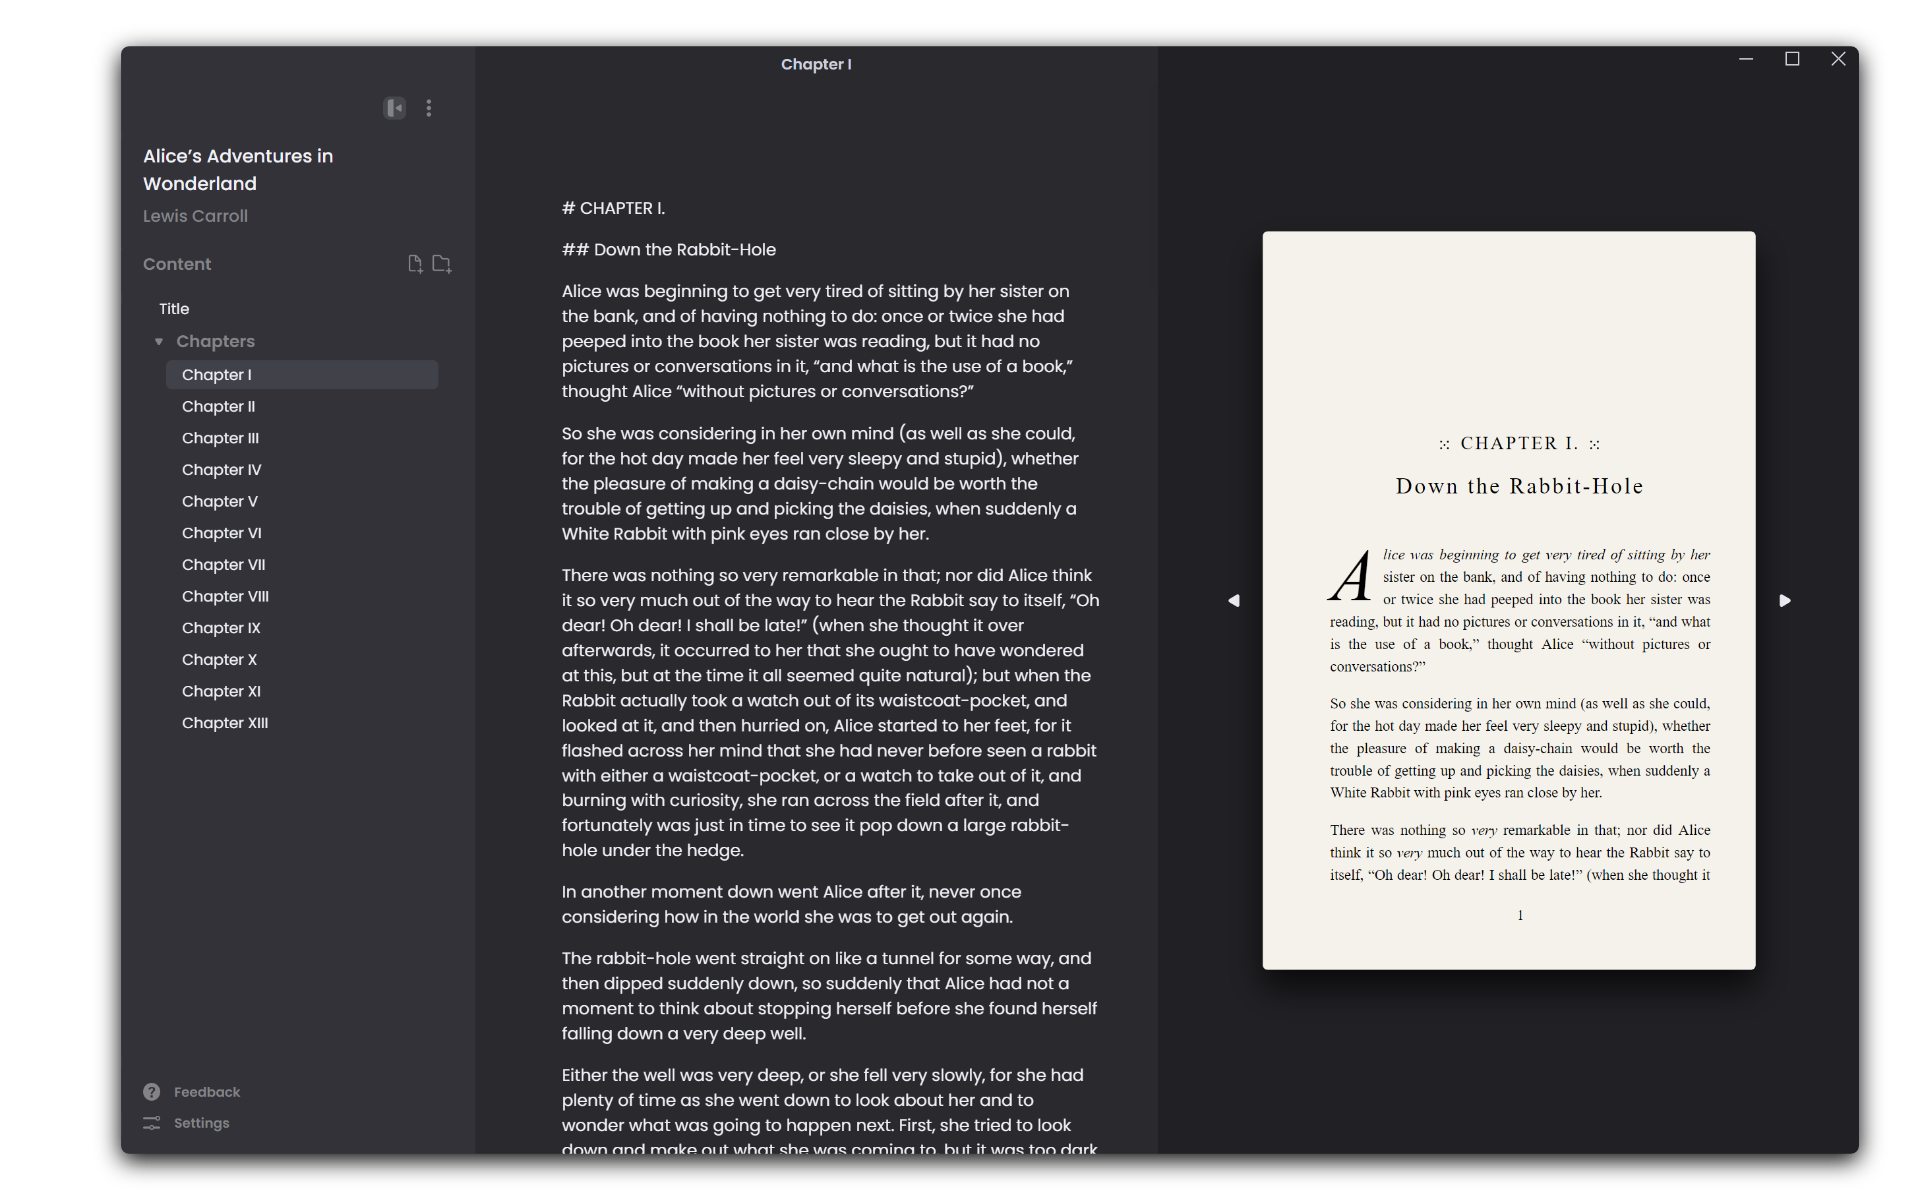 Chapter I
Alice’s Adventures in
Wonderland
Lewis Carroll
Content
Title
Chapters
Chapter I
Chapter II
Chapter III
Chapter IV
Chapter V
Chapter VI
Chapter VII
Chapter VIII
Chapter IX
Chapter X
Chapter XI
Chapter XIII
Feedback
Settings
# CHAPTER I.
## Down the Rabbit-Hole
Alice was beginning to get very tired of sitting by her sister on
the bank, and of having nothing to do: once or twice she had
peeped into the book her sister was reading, but it had no
pictures or conversations in it, “and what is the use of a book,”
thought Alice “without pictures or conversations?”
So she was considering in her own mind (as well as she could,
for the hot day made her feel very sleepy and stupid), whether
the pleasure of making a daisy-chain would be worth the
trouble of getting up and picking the daisies, when suddenly a
White Rabbit with pink eyes ran close by her.
There was nothing so very remarkable in that; nor did Alice think
it so very much out of the way to hear the Rabbit say to itself, “Oh
dear! Oh dear! I shall be late!” (when she thought it over
afterwards, it occurred to her that she ought to have wondered
at this, but at the time it all seemed quite natural); but when the
Rabbit actually took a watch out of its waistcoat-pocket, and
looked at it, and then hurried on, Alice started to her feet, for it
flashed across her mind that she had never before seen a rabbit
with either a waistcoat-pocket, or a watch to take out of it, and
burning with curiosity, she ran across the field after it, and
fortunately was just in time to see it pop down a large rabbit-
hole under the hedge.
In another moment down went Alice after it, never once
considering how in the world she was to get out again.
The rabbit-hole went straight on like a tunnel for some way, and
then dipped suddenly down, so suddenly that Alice had not a
moment to think about stopping herself before she found herself
falling down a very deep well.
Either the well was very deep, or she fell very slowly, for she had
plenty of time as she went down to look about her and to
wonder what was going to happen next. First, she tried to look
down and make out what she was coming to, but it was too dark
CHAPTER I.
Down the Rabbit-Hole
Alice was beginning to get very tired of sitting by her
sister on the bank, and of having nothing to do: once
or twice she had peeped into the book her sister was
reading, but it had no pictures or conversations in it, “and what
is the use of a book,” thought Alice “without pictures or
conversations?”
So she was considering in her own mind (as well as she could,
for the hot day made her feel very sleepy and stupid), whether
the pleasure of making a daisy-chain would be worth the
trouble of getting up and picking the daisies, when suddenly a
White Rabbit with pink eyes ran close by her.
There was nothing so very remarkable in that; nor did Alice
think it so very much out of the way to hear the Rabbit say to
itself, “Oh dear! Oh dear! I shall be late!” (when she thought it
1